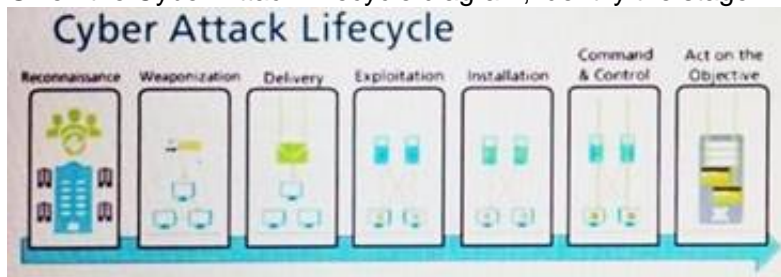 Cyber Attack Lifecycle
Reconnaissance
Weaponization
Delivery
Exploitation
Installation
Command
& Control
Act on the
Objective